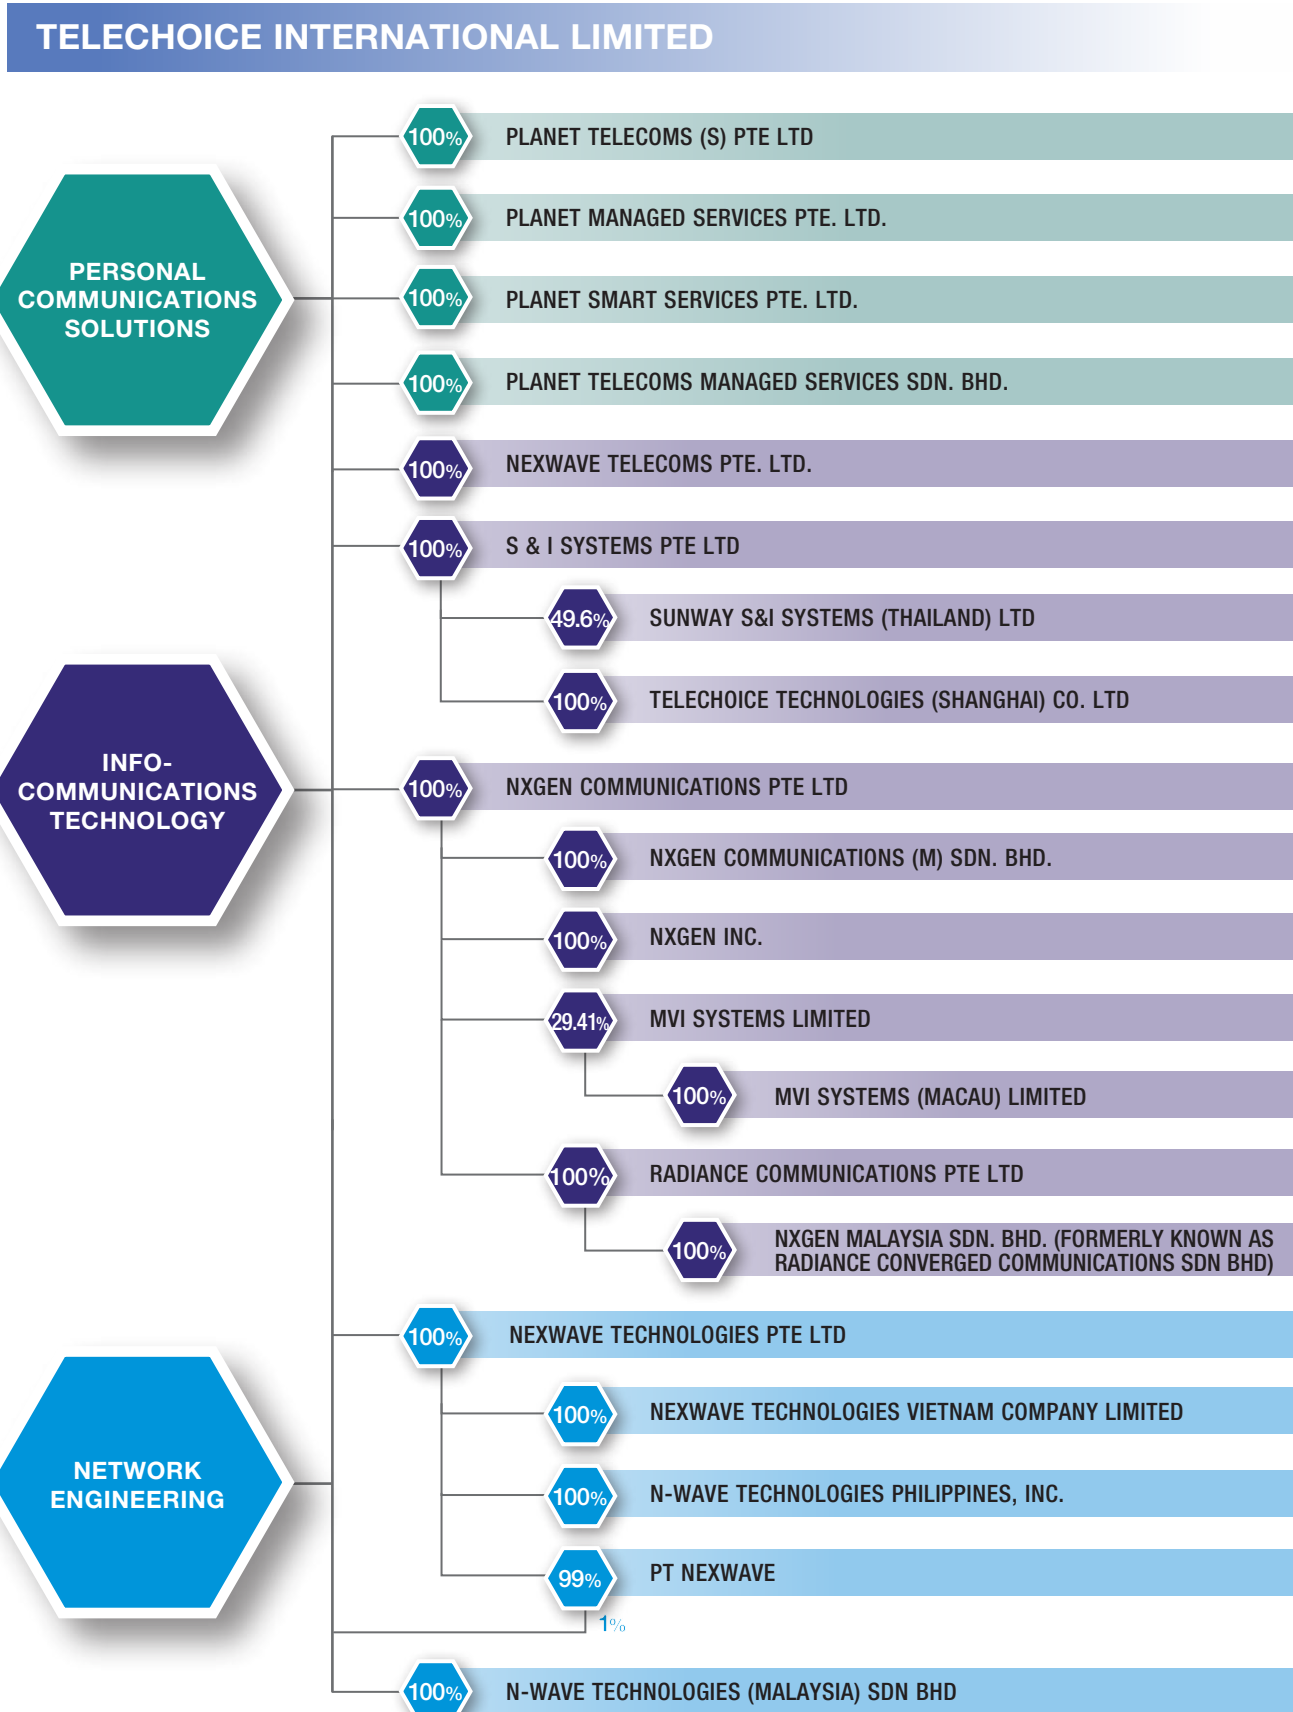 TELECHOICE INTERNATIONAL LIMITED
PERSONAL
COMMUNICATIONS
SOLUTIONS
100% PLANET TELECOMS (S) PTE LTD
100% PLANET MANAGED SERVICES PTE. LTD.
100% PLANET SMART SERVICES PTE. LTD.
100% PLANET TELECOMS MANAGED SERVICES SDN. BHD.
INFO-
COMMUNICATIONS
TECHNOLOGY
100% NEXWAVE TELECOMS PTE. LTD.
100% S & I SYSTEMS PTE LTD
49.6% SUNWAY S&I SYSTEMS (THAILAND) LTD
100% TELECHOICE TECHNOLOGIES (SHANGHAI) CO. LTD
100% NXGEN COMMUNICATIONS PTE LTD
100% NXGEN COMMUNICATIONS (M) SDN. BHD.
100% NXGEN INC.
29.41% MVI SYSTEMS LIMITED
100% MVI SYSTEMS (MACAU) LIMITED
100% RADIANCE COMMUNICATIONS PTE LTD
100% NXGEN MALAYSIA SDN. BHD. (FORMERLY KNOWN AS
RADIANCE CONVERGED COMMUNICATIONS SDN BHD)
NETWORK
ENGINEERING
100% NEXWAVE TECHNOLOGIES PTE LTD
100% NEXWAVE TECHNOLOGIES VIETNAM COMPANY LIMITED
100% N-WAVE TECHNOLOGIES PHILIPPINES, INC.
99% PT NEXWAVE
1%
100% N-WAVE TECHNOLOGIES (MALAYSIA) SDN BHD